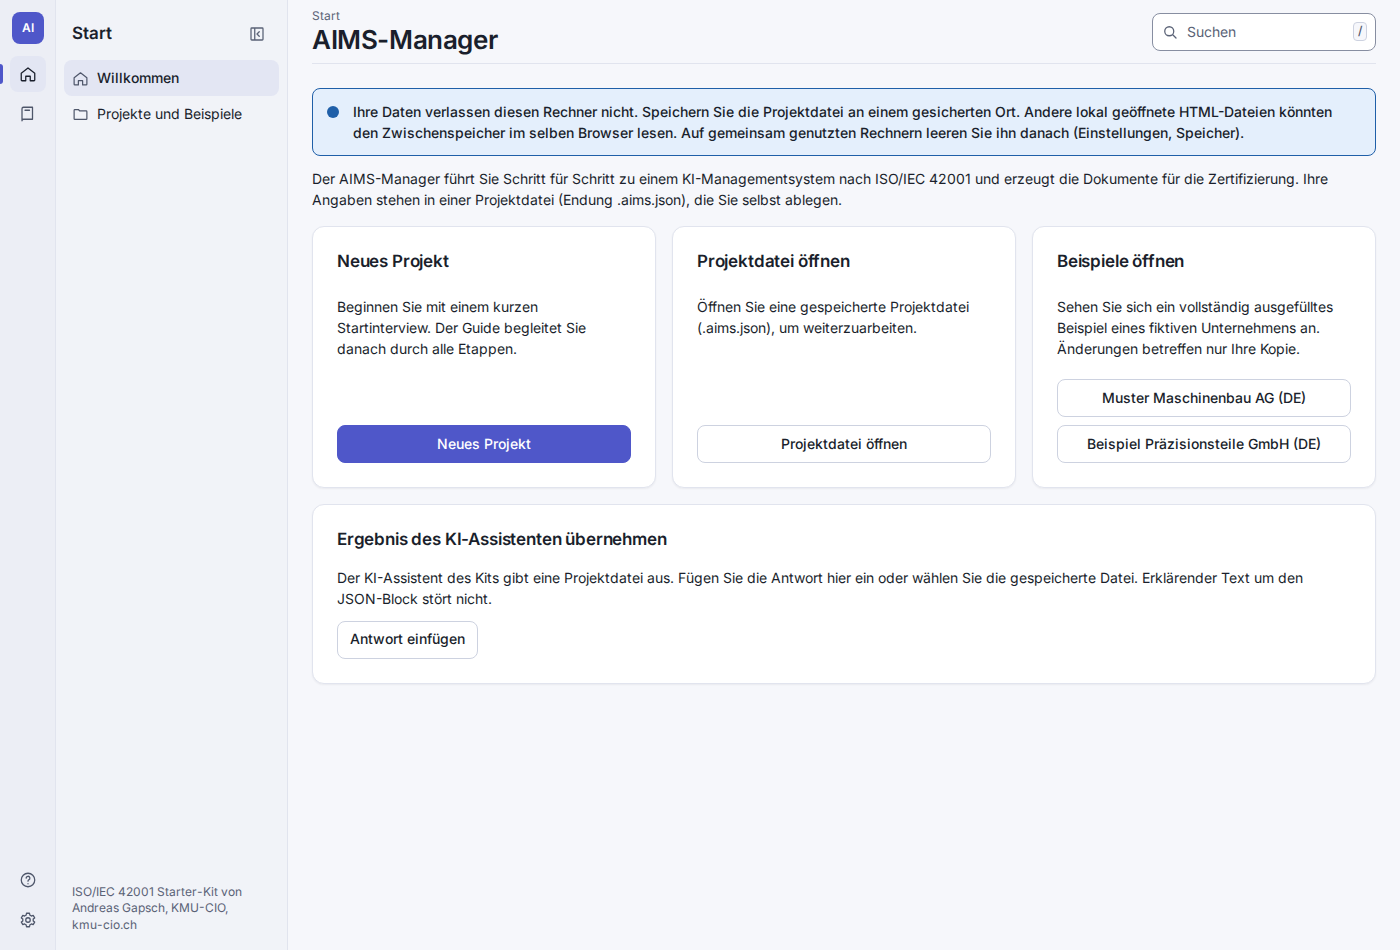 AI
Start
Willkommen
Projekte und Beispiele
ISO/IEC 42001 Starter-Kit von
Andreas Gapsch, KMU-CIO,
kmu-cio.ch
Start
AIMS-Manager
Suchen
/
Ihre Daten verlassen diesen Rechner nicht. Speichern Sie die Projektdatei an einem gesicherten Ort. Andere lokal geöffnete HTML-Dateien könnten
den Zwischenspeicher im selben Browser lesen. Auf gemeinsam genutzten Rechnern leeren Sie ihn danach (Einstellungen, Speicher).
Der AIMS-Manager führt Sie Schritt für Schritt zu einem KI-Managementsystem nach ISO/IEC 42001 und erzeugt die Dokumente für die Zertifizierung. Ihre
Angaben stehen in einer Projektdatei (Endung .aims.json), die Sie selbst ablegen.
Neues Projekt
Beginnen Sie mit einem kurzen
Startinterview. Der Guide begleitet Sie
danach durch alle Etappen.
Neues Projekt
Projektdatei öffnen
Öffnen Sie eine gespeicherte Projektdatei
(.aims.json), um weiterzuarbeiten.
Projektdatei öffnen
Beispiele öffnen
Sehen Sie sich ein vollständig ausgefülltes
Beispiel eines fiktiven Unternehmens an.
Änderungen betreffen nur Ihre Kopie.
Muster Maschinenbau AG (DE)
Beispiel Präzisionsteile GmbH (DE)
Ergebnis des KI-Assistenten übernehmen
Der KI-Assistent des Kits gibt eine Projektdatei aus. Fügen Sie die Antwort hier ein oder wählen Sie die gespeicherte Datei. Erklärender Text um den
JSON-Block stört nicht.
Antwort einfügen